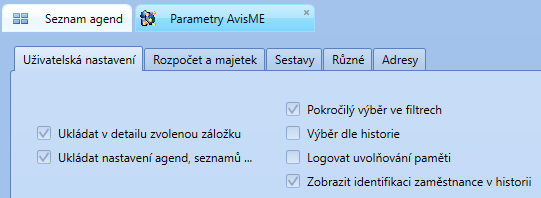 Seznam agend
Parametry AvisME
Uživatelská nastavení
Rozpočet a majetek
Sestavy
Různé
Adresy
Ukládat v detailu zvolenou záložku
Ukládat nastavení agend, seznamů ...
Pokročilý výběr ve filtrech
Výběr dle historie
Logovat uvolňování paměti
Zobrazit identifikaci zaměstnance v historii